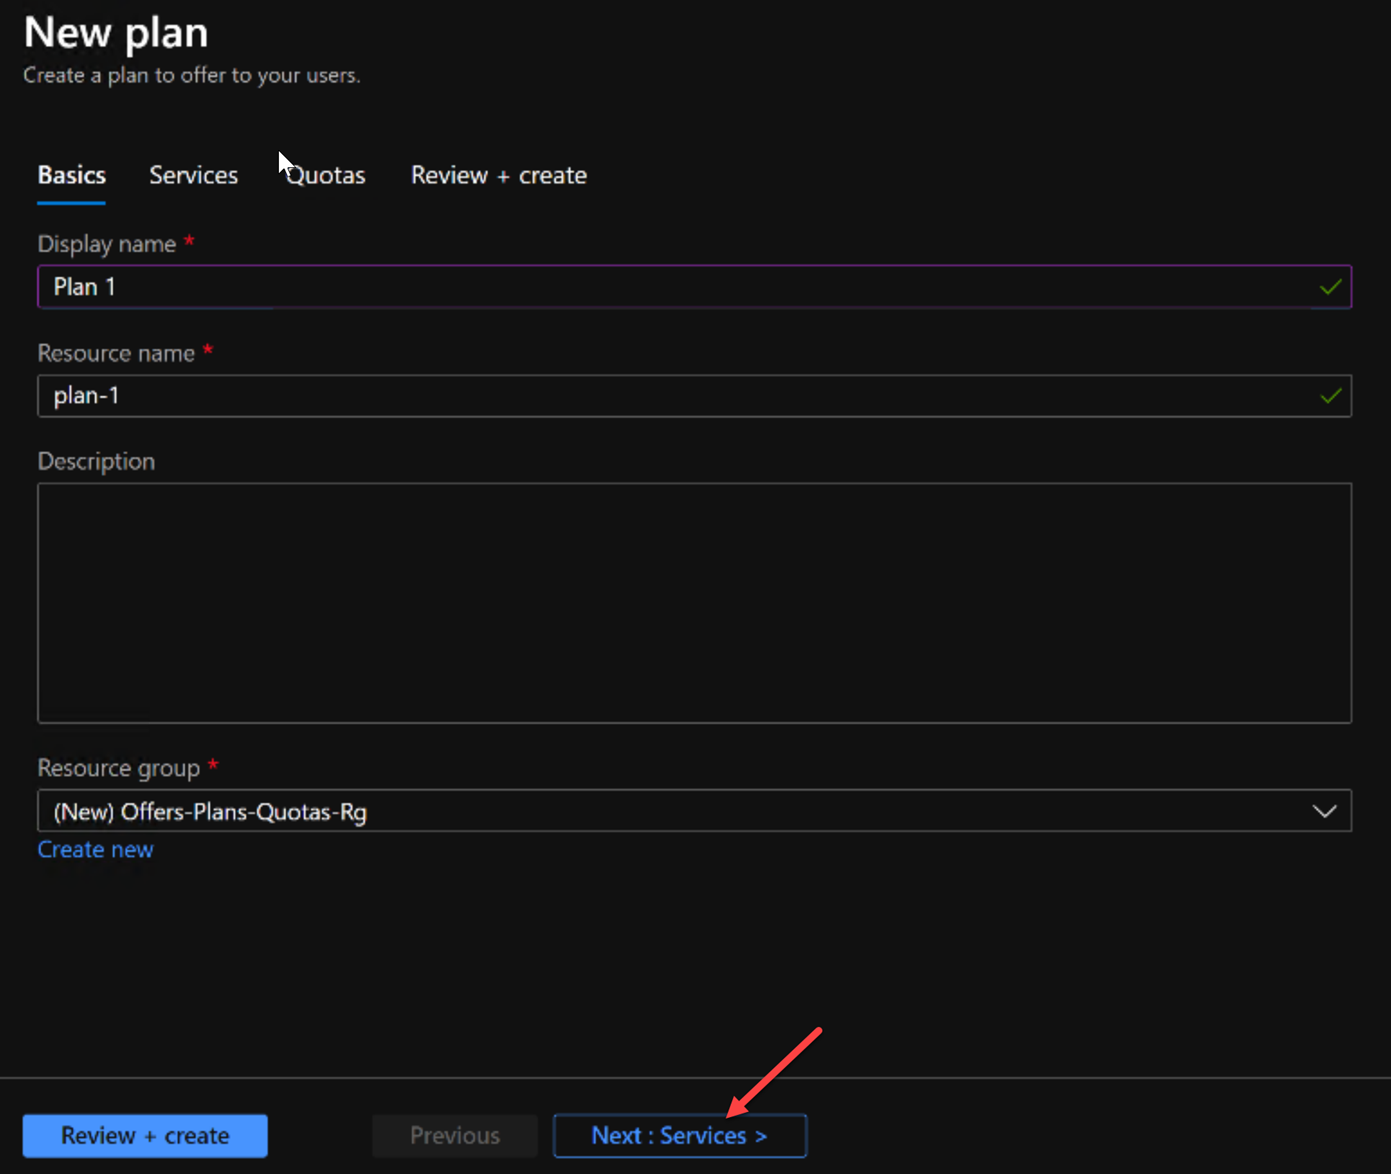 New plan
Create a plan to offer to your users.
Basics Services Quotas Review + create
Display name *
Plan 1
Resource name *
plan-1
Description
Resource group *
(New) Offers-Plans-Quotas-Rg
Create new
Review + create Previous Next : Services >